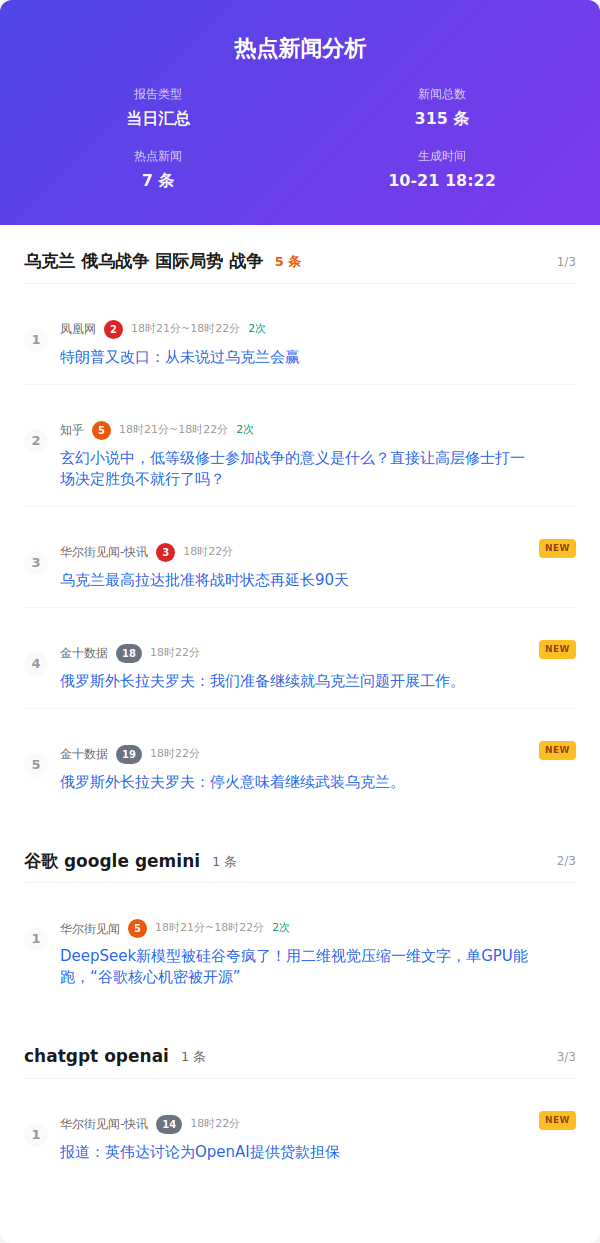 热点新闻分析
报告类型
新闻总数
当日汇总
315 条
热点新闻
生成时间
7 条
10-21 18:22
乌克兰 俄乌战争 国际局势 战争 5 条 1/3
1
凤凰网 2 18时21分~18时22分 2次
特朗普又改口：从未说过乌克兰会赢
2
知乎 5 18时21分~18时22分 2次
玄幻小说中，低等级修士参加战争的意义是什么？直接让高层修士打一
场决定胜负不就行了吗？
3
华尔街见闻-快讯 3 18时22分 NEW
乌克兰最高拉达批准将战时状态再延长90天
4
金十数据 18 18时22分 NEW
俄罗斯外长拉夫罗夫：我们准备继续就乌克兰问题开展工作。
5
金十数据 19 18时22分 NEW
俄罗斯外长拉夫罗夫：停火意味着继续武装乌克兰。
谷歌 google gemini 1 条 2/3
1
华尔街见闻 5 18时21分~18时22分 2次
DeepSeek新模型被硅谷夸疯了！用二维视觉压缩一维文字，单GPU能
跑，“谷歌核心机密被开源”
chatgpt openai 1 条 3/3
1
华尔街见闻-快讯 14 18时22分 NEW
报道：英伟达讨论为OpenAI提供贷款担保